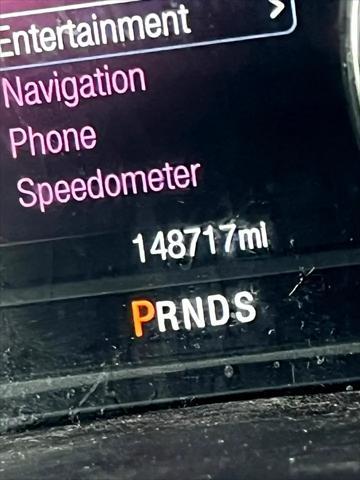 Entertainment >
Navigation
Phone
Speedometer
148717mi
PRNDS